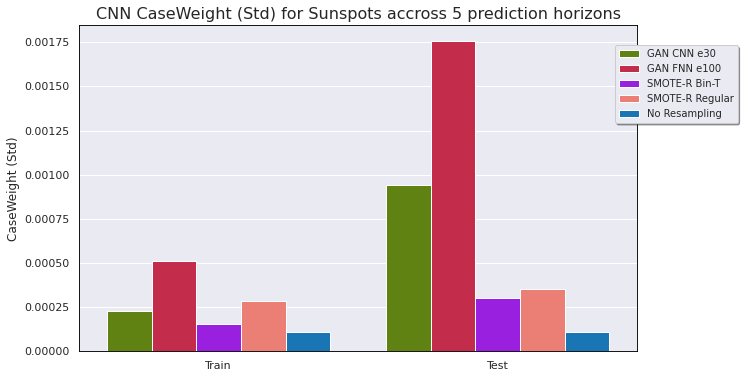 CNN CaseWeight (Std) for Sunspots accross 5 prediction horizons
CaseWeight (Std)
0.00175
0.00150
0.00125
0.00100
0.00075
0.00050
0.00025
0.00000
Train
Test
GAN CNN e30
GAN FNN e100
SMOTE-R Bin-T
SMOTE-R Regular
No Resampling